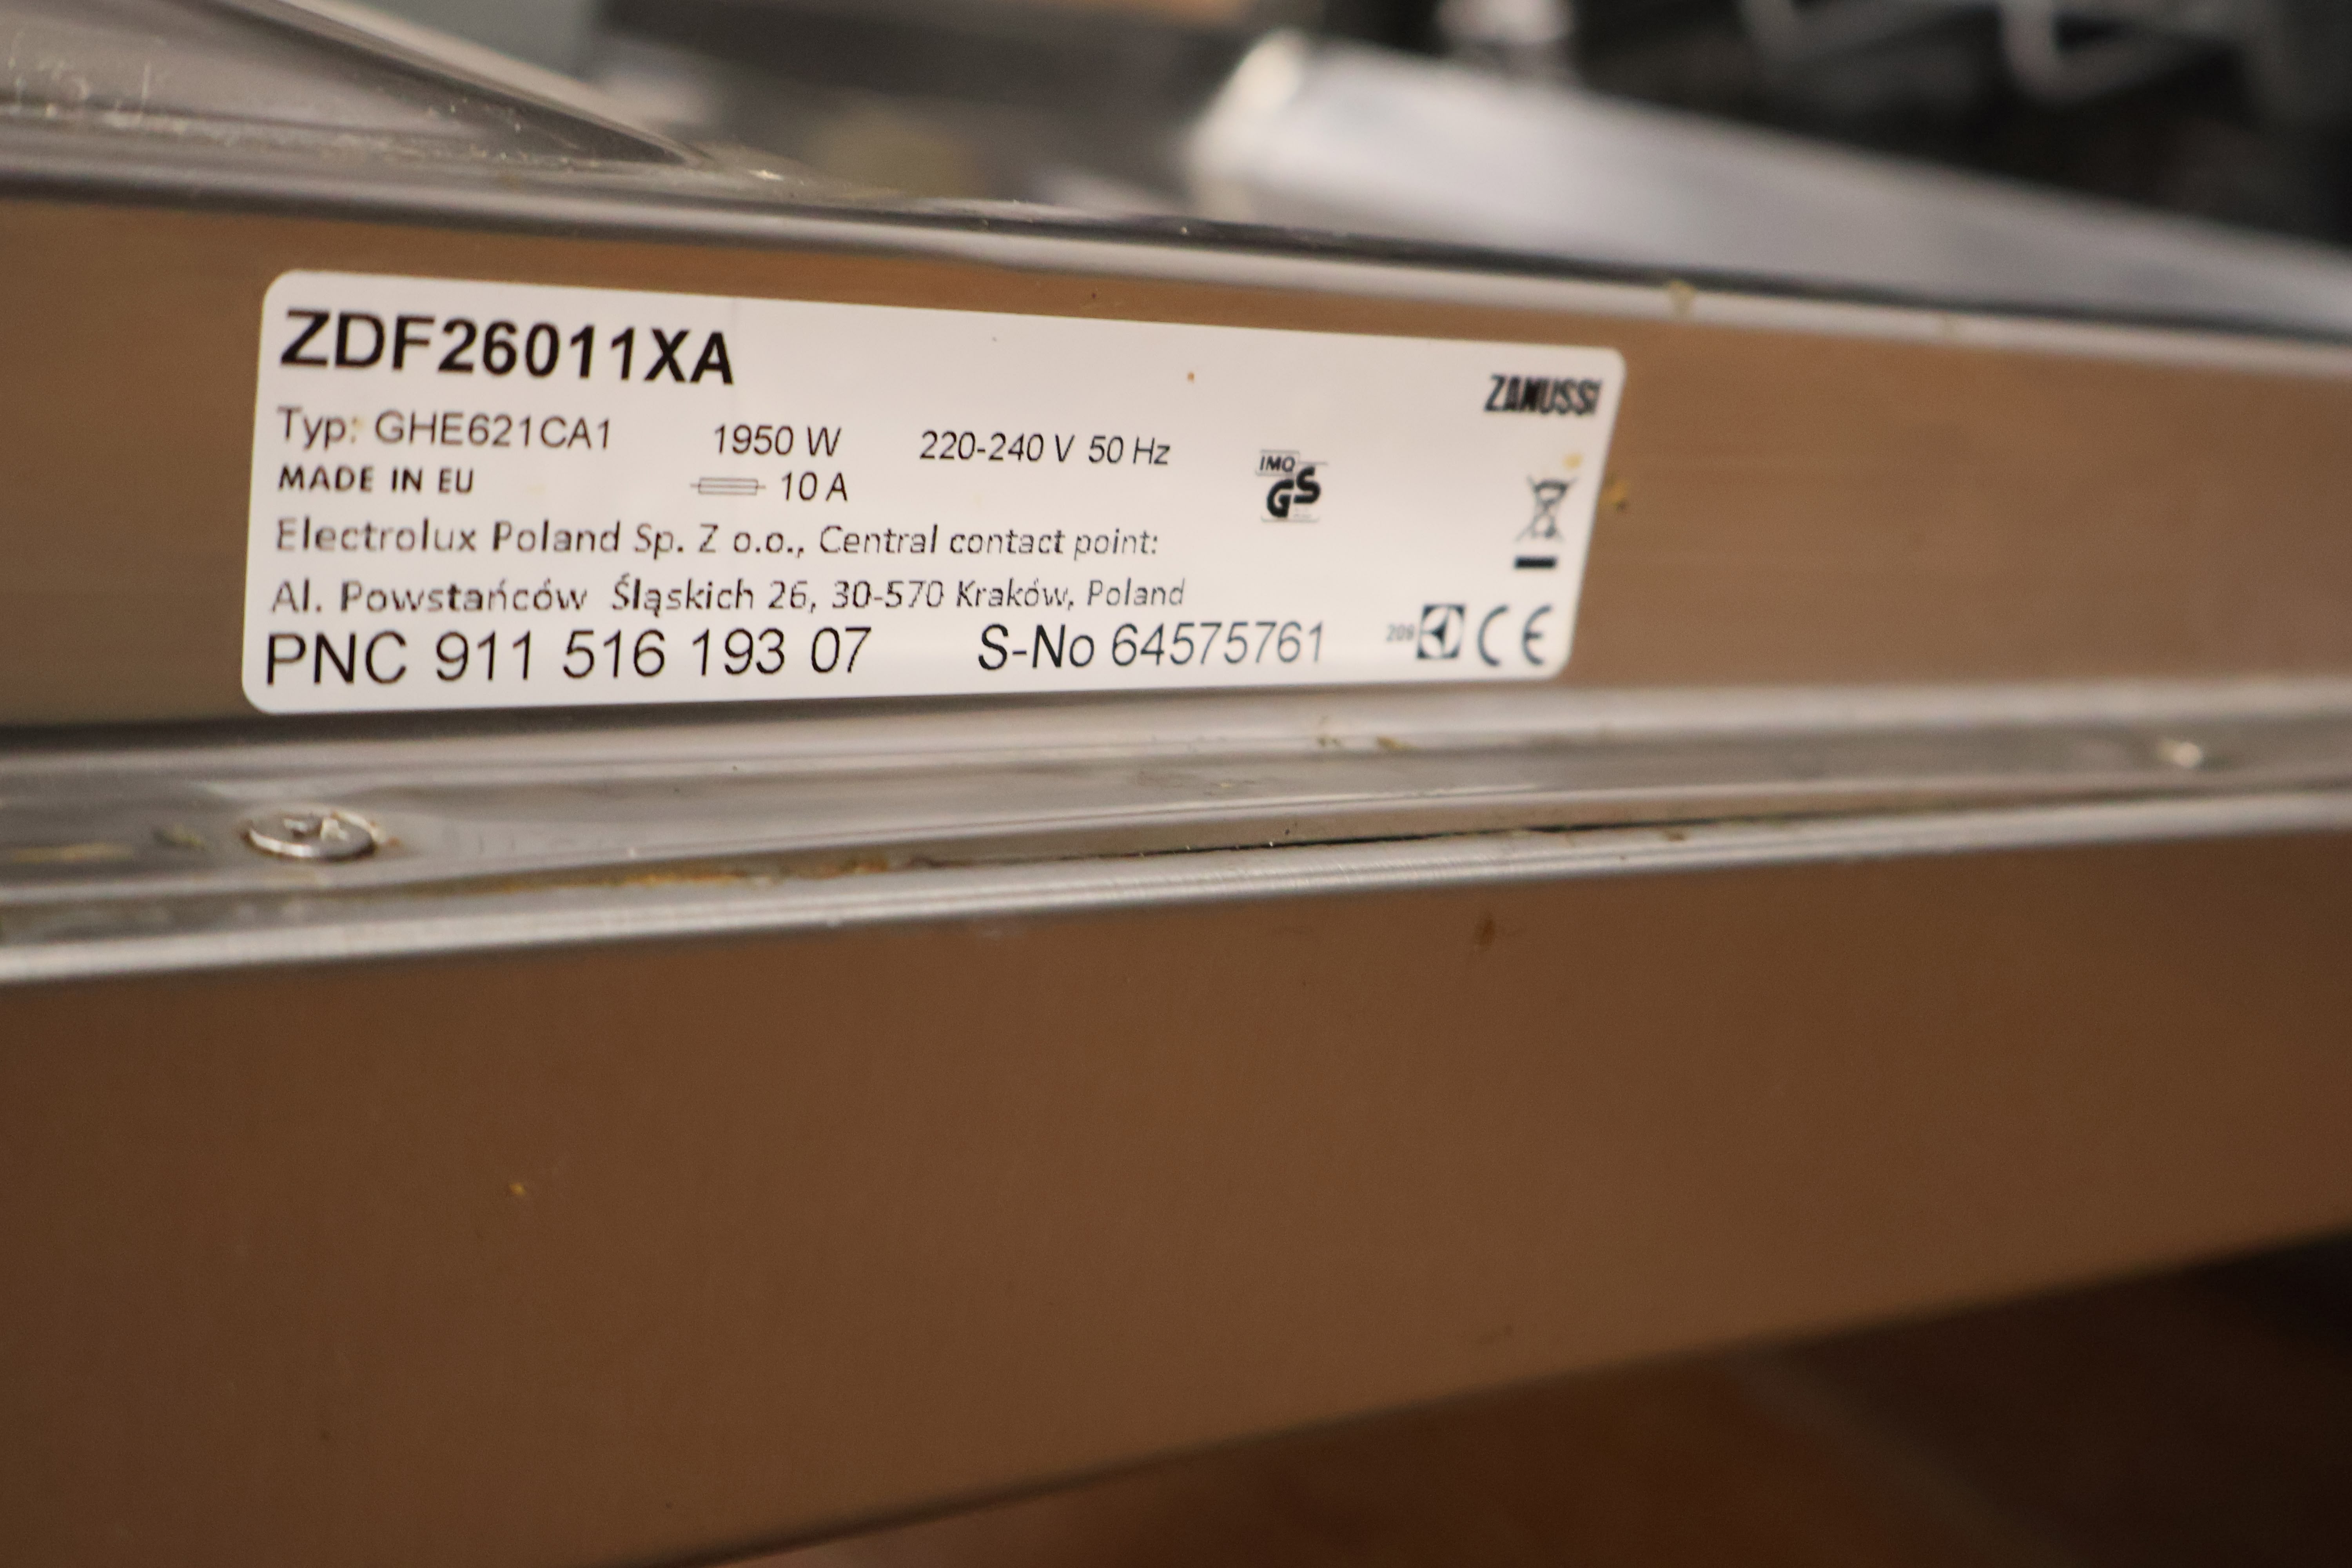 ZDF26011XA
ZANUSSI
Typ: GHE621CA1 1950 W 220-240 V 50 Hz
IMQ
GS
MADE IN EU 10 A
Electrolux Poland Sp. Z o.o., Central contact point:
Al. Powstańców Śląskich 26, 30-570 Kraków, Poland
PNC 911 516 193 07 S-No 64575761 209 CE